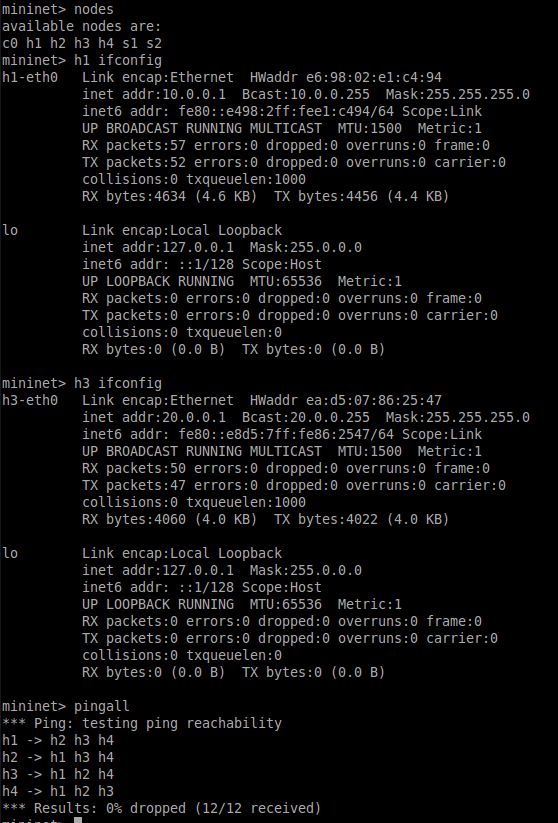 mininet> nodes
available nodes are:
c0 h1 h2 h3 h4 s1 s2
mininet> h1 ifconfig
h1-eth0   Link encap:Ethernet  HWaddr e6:98:02:e1:c4:94
          inet addr:10.0.0.1  Bcast:10.0.0.255  Mask:255.255.255.0
          inet6 addr: fe80::e498:2ff:fee1:c494/64 Scope:Link
          UP BROADCAST RUNNING MULTICAST  MTU:1500  Metric:1
          RX packets:57 errors:0 dropped:0 overruns:0 frame:0
          TX packets:52 errors:0 dropped:0 overruns:0 carrier:0
          collisions:0 txqueuelen:1000
          RX bytes:4634 (4.6 KB)  TX bytes:4456 (4.4 KB)
lo        Link encap:Local Loopback
          inet addr:127.0.0.1  Mask:255.0.0.0
          inet6 addr: ::1/128 Scope:Host
          UP LOOPBACK RUNNING  MTU:65536  Metric:1
          RX packets:0 errors:0 dropped:0 overruns:0 frame:0
          TX packets:0 errors:0 dropped:0 overruns:0 carrier:0
          collisions:0 txqueuelen:0
          RX bytes:0 (0.0 B)  TX bytes:0 (0.0 B)
mininet> h3 ifconfig
h3-eth0   Link encap:Ethernet  HWaddr ea:d5:07:86:25:47
          inet addr:20.0.0.1  Bcast:20.0.0.255  Mask:255.255.255.0
          inet6 addr: fe80::e8d5:7ff:fe86:2547/64 Scope:Link
          UP BROADCAST RUNNING MULTICAST  MTU:1500  Metric:1
          RX packets:50 errors:0 dropped:0 overruns:0 frame:0
          TX packets:47 errors:0 dropped:0 overruns:0 carrier:0
          collisions:0 txqueuelen:1000
          RX bytes:4060 (4.0 KB)  TX bytes:4022 (4.0 KB)
lo        Link encap:Local Loopback
          inet addr:127.0.0.1  Mask:255.0.0.0
          inet6 addr: ::1/128 Scope:Host
          UP LOOPBACK RUNNING  MTU:65536  Metric:1
          RX packets:0 errors:0 dropped:0 overruns:0 frame:0
          TX packets:0 errors:0 dropped:0 overruns:0 carrier:0
          collisions:0 txqueuelen:0
          RX bytes:0 (0.0 B)  TX bytes:0 (0.0 B)
mininet> pingall
*** Ping: testing ping reachability
h1 -> h2 h3 h4
h2 -> h1 h3 h4
h3 -> h1 h2 h4
h4 -> h1 h2 h3
*** Results: 0% dropped (12/12 received)
mininet>